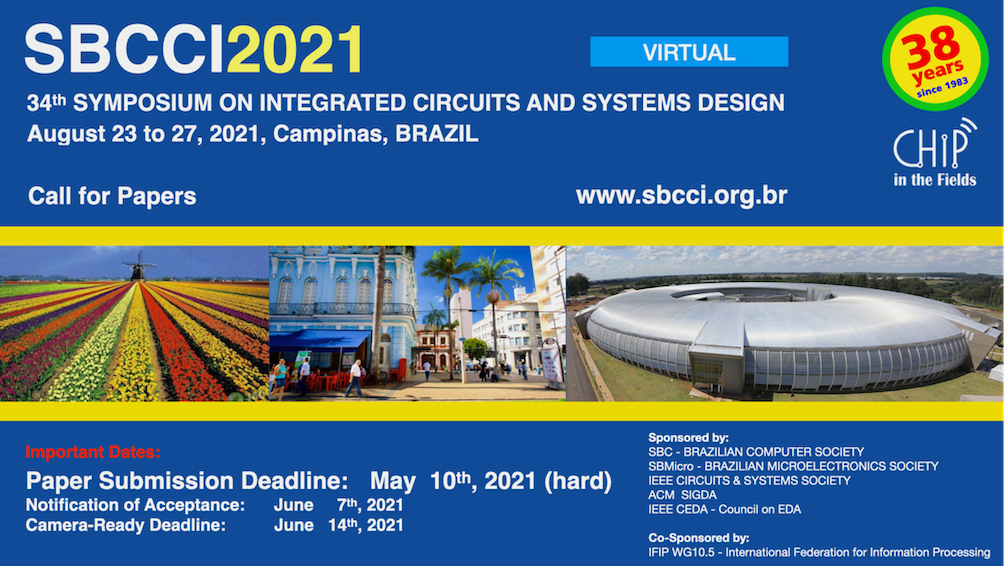 SBCCI2021
VIRTUAL
38
years
since 1983
34th SYMPOSIUM ON INTEGRATED CIRCUITS AND SYSTEMS DESIGN
August 23 to 27, 2021, Campinas, BRAZIL
CHiP
in the Fields
Call for Papers
www.sbcci.org.br
Important Dates:
Paper Submission Deadline: May 10th, 2021 (hard)
Notification of Acceptance: June 7th, 2021
Camera-Ready Deadline: June 14th, 2021
Sponsored by:
SBC - BRAZILIAN COMPUTER SOCIETY
SBMicro - BRAZILIAN MICROELECTRONICS SOCIETY
IEEE CIRCUITS & SYSTEMS SOCIETY
ACM SIGDA
IEEE CEDA - Council on EDA
Co-Sponsored by:
IFIP WG10.5 - International Federation for Information Processing